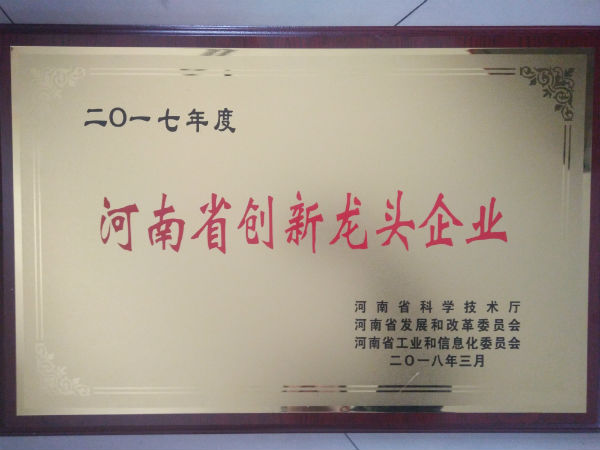 二〇一七年度
河南省创新龙头企业
河南省科学技术厅
河南省发展和改革委员会
河南省工业和信息化委员会
二〇一八年三月